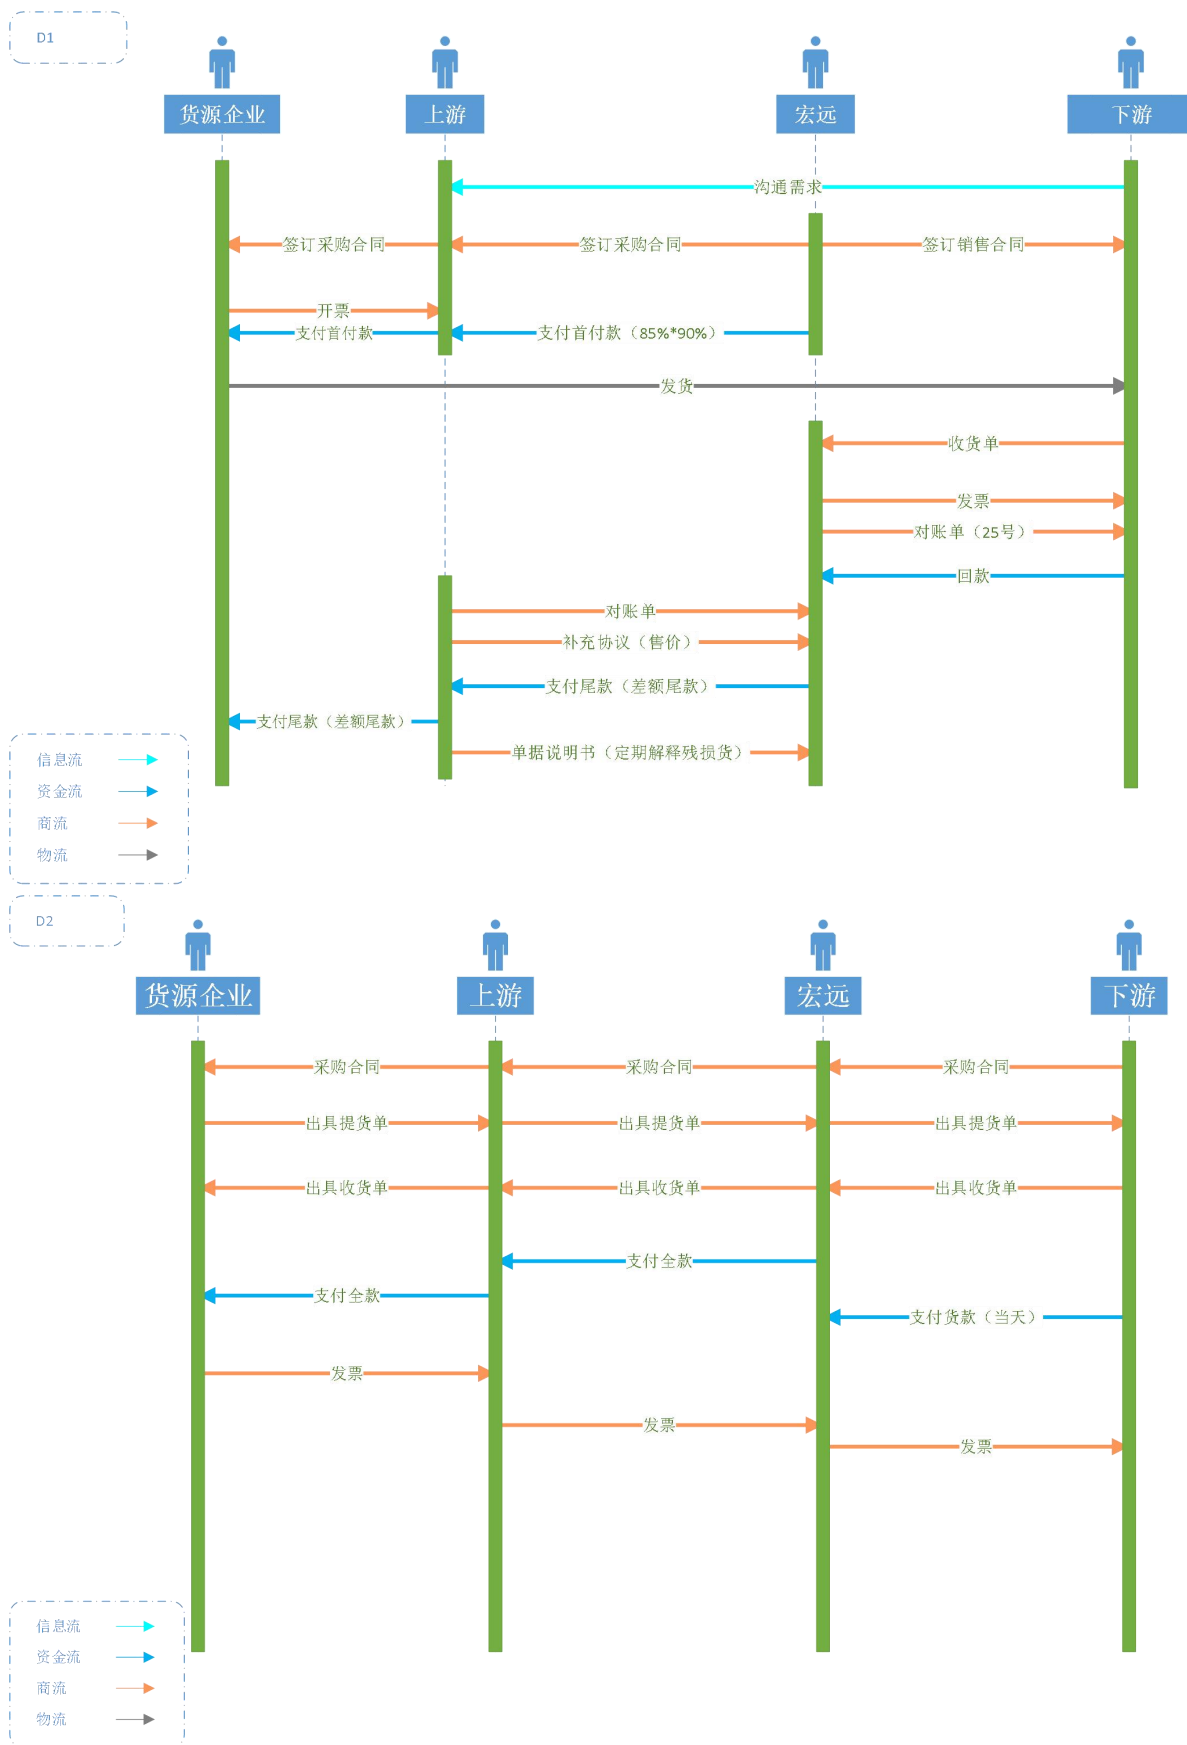 D1
货源企业
上游
宏远
下游
沟通需求
签订采购合同
签订采购合同
签订销售合同
开票
支付首付款
支付首付款（85%*90%）
发货
收货单
发票
对账单（25号）
回款
对账单
补充协议（售价）
支付尾款（差额尾款）
支付尾款（差额尾款）
单据说明书（定期解释残损货）
信息流
资金流
商流
物流
D2
货源企业
上游
宏远
下游
采购合同
采购合同
采购合同
出具提货单
出具提货单
出具提货单
出具收货单
出具收货单
出具收货单
支付全款
支付全款
支付货款（当天）
发票
发票
发票
信息流
资金流
商流
物流